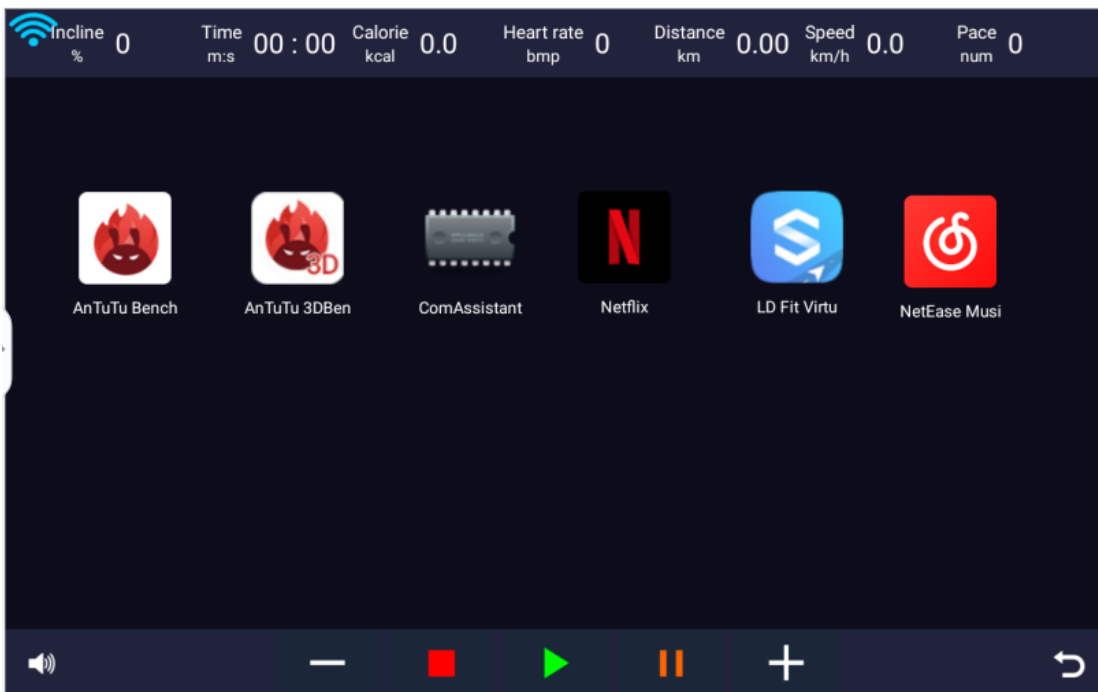 Incline % 0
Time m:s 00 : 00
Calorie kcal 0.0
Heart rate bmp 0
Distance km 0.00
Speed km/h 0.0
Pace num 0
3D
N
S
AnTuTu Bench
AnTuTu 3DBen
ComAssistant
Netflix
LD Fit Virtu
NetEase Musi